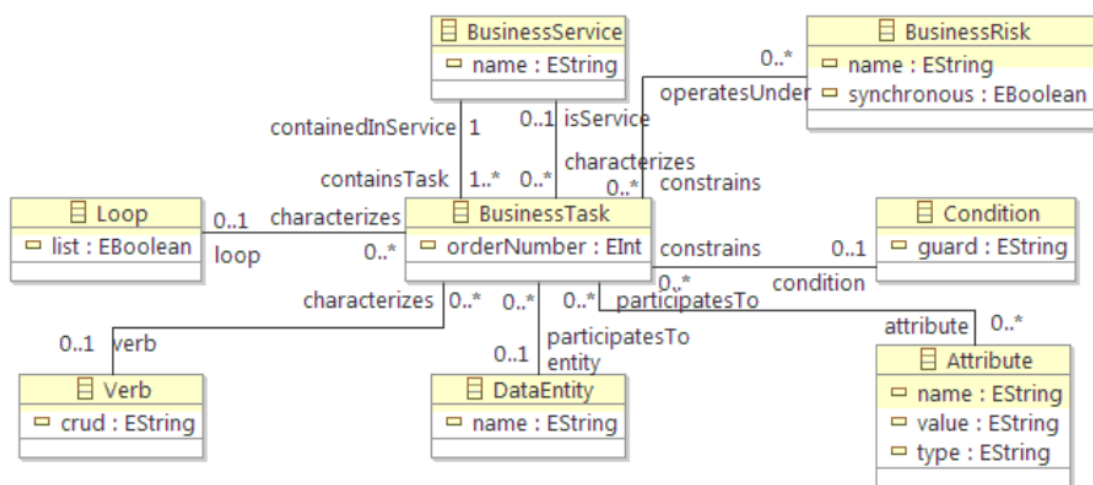 BusinessService
name : EString
BusinessRisk
name : EString
synchronous : EBoolean
0..*
operatesUnder
containedInService
1
0..1
isService
characterizes
containsTask
1..*
0..*
0..*
constrains
Loop
list : EBoolean
0..1
characterizes
loop
0..*
BusinessTask
orderNumber : EInt
Condition
guard : EString
constrains
0..1
0..*
condition
characterizes
0..*
0..*
0..*
participatesTo
0..1
verb
participatesTo
0..1
entity
attribute
0..*
Verb
crud : EString
DataEntity
name : EString
Attribute
name : EString
value : EString
type : EString